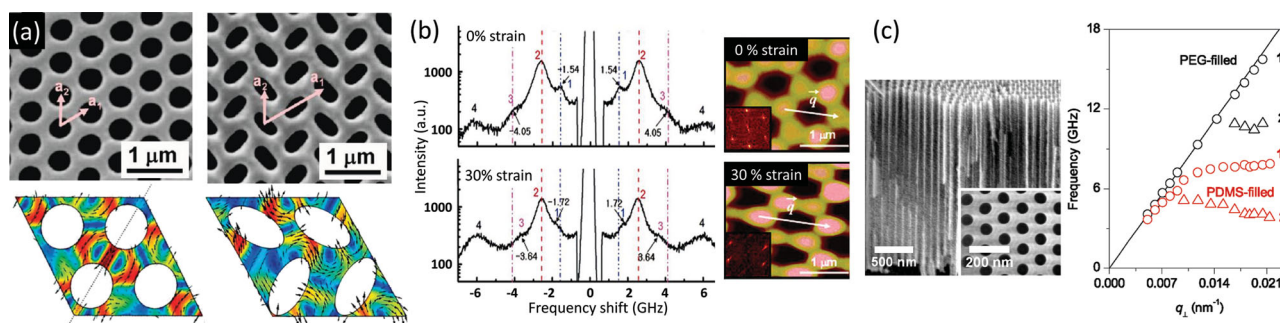 (a)
a₂
a₁
1 μm
a₂
a₁
1 μm
(b)
Intensity (a.u.)
0% strain
1000
100
4
3
−4.05
2
−1.54
1
1.54
1
2
3
4.05
4
0 % strain
q
1 μm
30% strain
1000
100
4
3
−3.64
2
−1.72
1
1.72
1
2
3
3.64
4
−6
−4
−2
0
2
4
6
Frequency shift (GHz)
30 % strain
q
1 μm
(c)
500 nm
200 nm
Frequency (GHz)
18
12
6
0
PEG-filled
1
2
1
PDMS-filled
0.000
0.007
0.014
0.021
q⊥ (nm⁻¹)